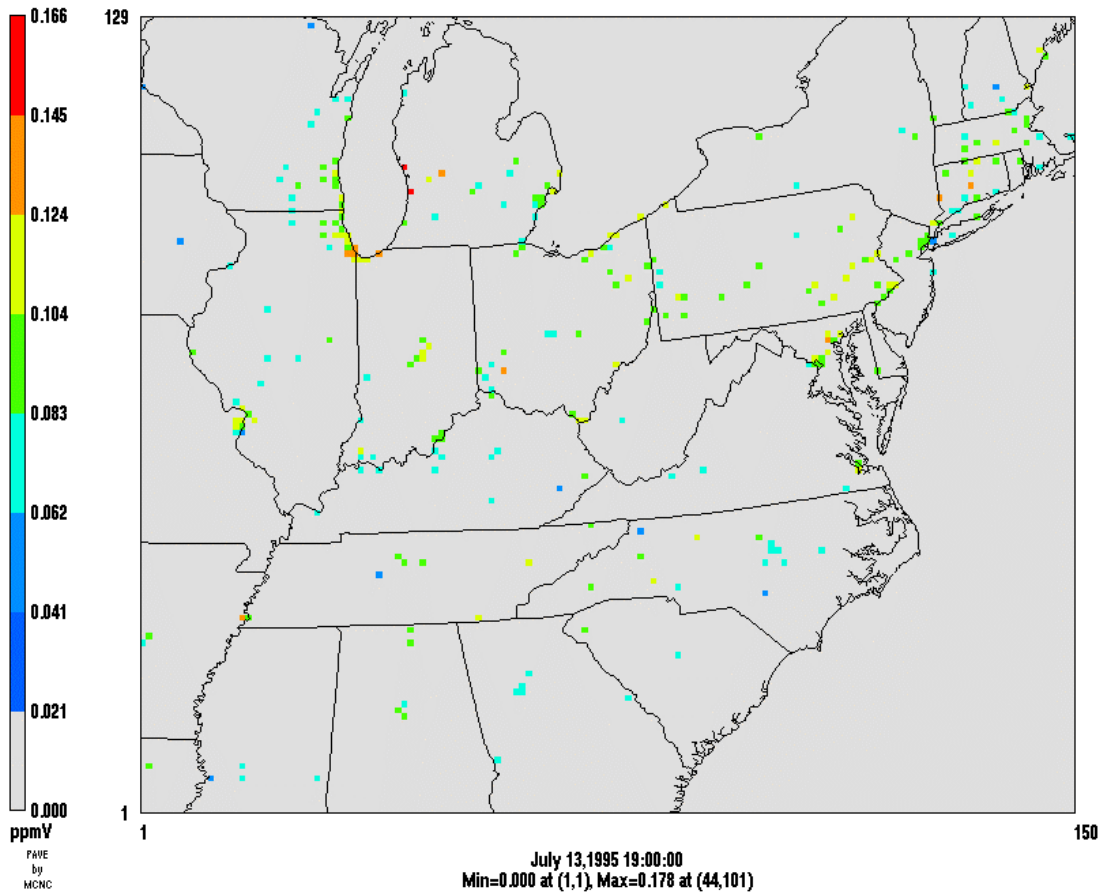 0.166
129
0.145
0.124
0.104
0.083
0.062
0.041
0.021
0.000
1
ppmV
1
150
PAVE
by
MCNC
July 13,1995 19:00:00
Min=0.000 at (1,1), Max=0.178 at (44,101)